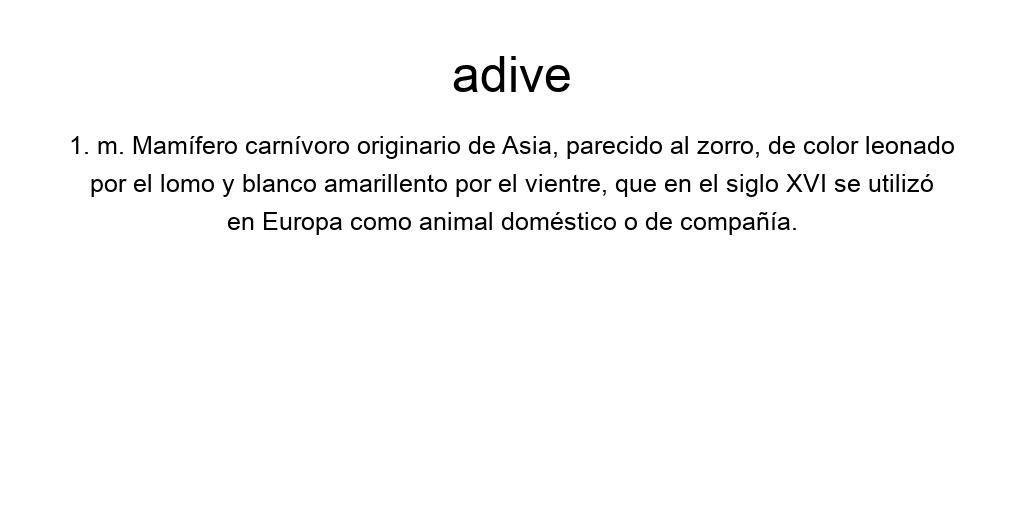 adive
1. m. Mamífero carnívoro originario de Asia, parecido al zorro, de color leonado
por el lomo y blanco amarillento por el vientre, que en el siglo XVI se utilizó
en Europa como animal doméstico o de compañía.